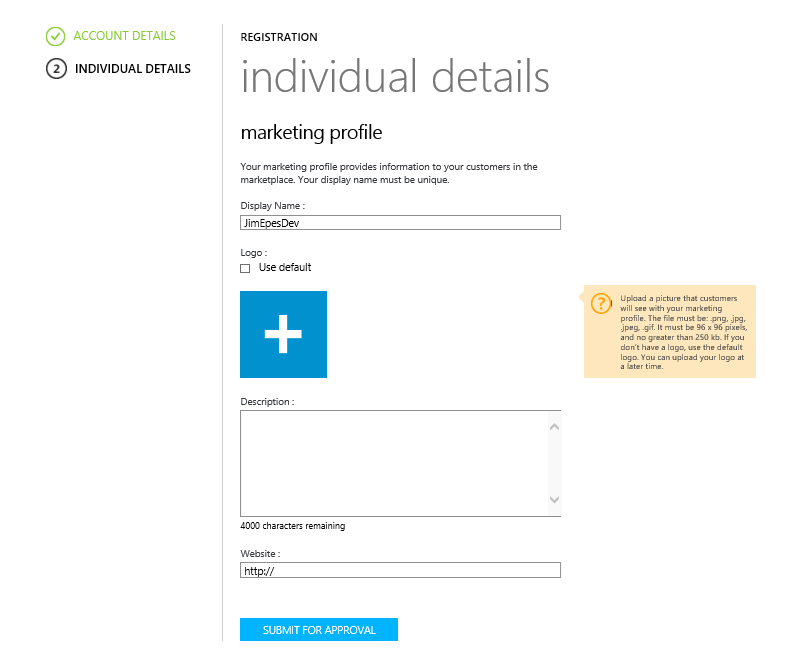 ACCOUNT DETAILS
2 INDIVIDUAL DETAILS
REGISTRATION
individual details
marketing profile
Your marketing profile provides information to your customers in the
marketplace. Your display name must be unique.
Display Name :
JimEpesDev
Logo :
Use default
?
Upload a picture that customers
will see with your marketing
profile. The file must be: .png, .jpg,
.jpeg, .gif. It must be 96 x 96 pixels,
and no greater than 250 kb. If you
don't have a logo, use the default
logo. You can upload your logo at
a later time.
Description :
4000 characters remaining
Website :
http://
SUBMIT FOR APPROVAL